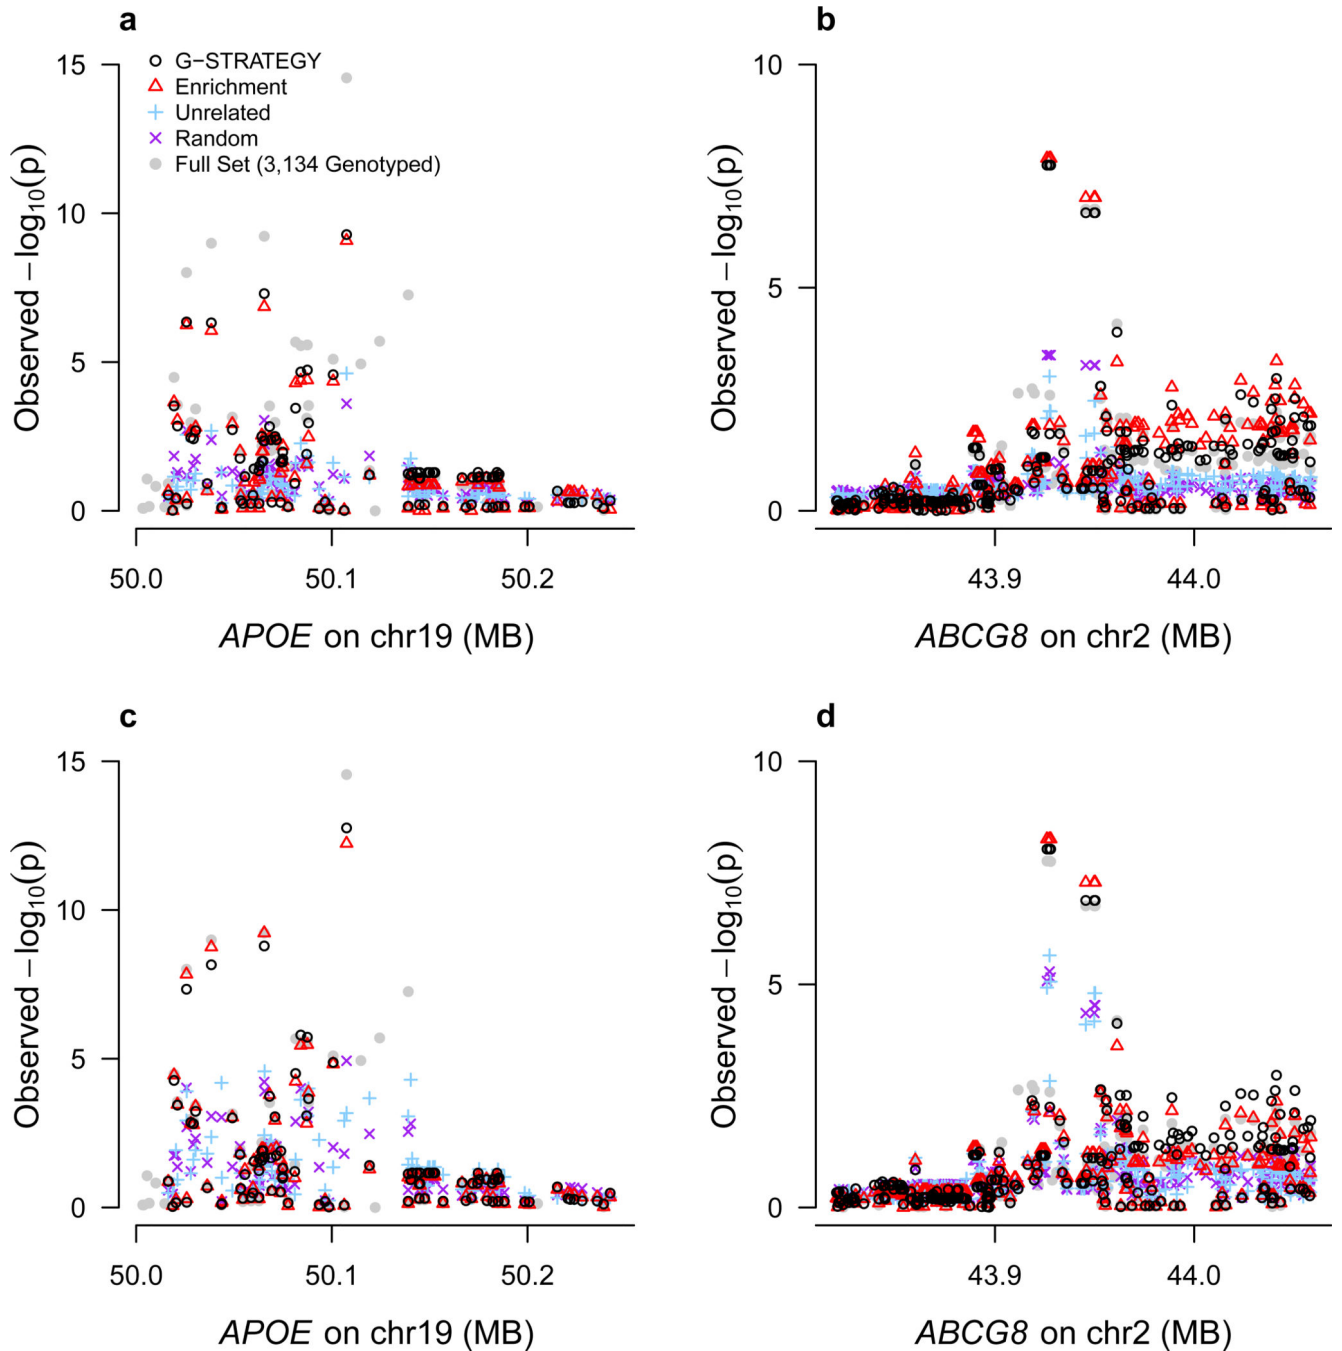 a
15
10
5
0
Observed −log10(p)
G−STRATEGY
Enrichment
Unrelated
Random
Full Set (3,134 Genotyped)
50.0 50.1 50.2
APOE on chr19 (MB)
b
10
5
0
Observed −log10(p)
43.9 44.0
ABCG8 on chr2 (MB)
c
15
10
5
0
Observed −log10(p)
50.0 50.1 50.2
APOE on chr19 (MB)
d
10
5
0
Observed −log10(p)
43.9 44.0
ABCG8 on chr2 (MB)